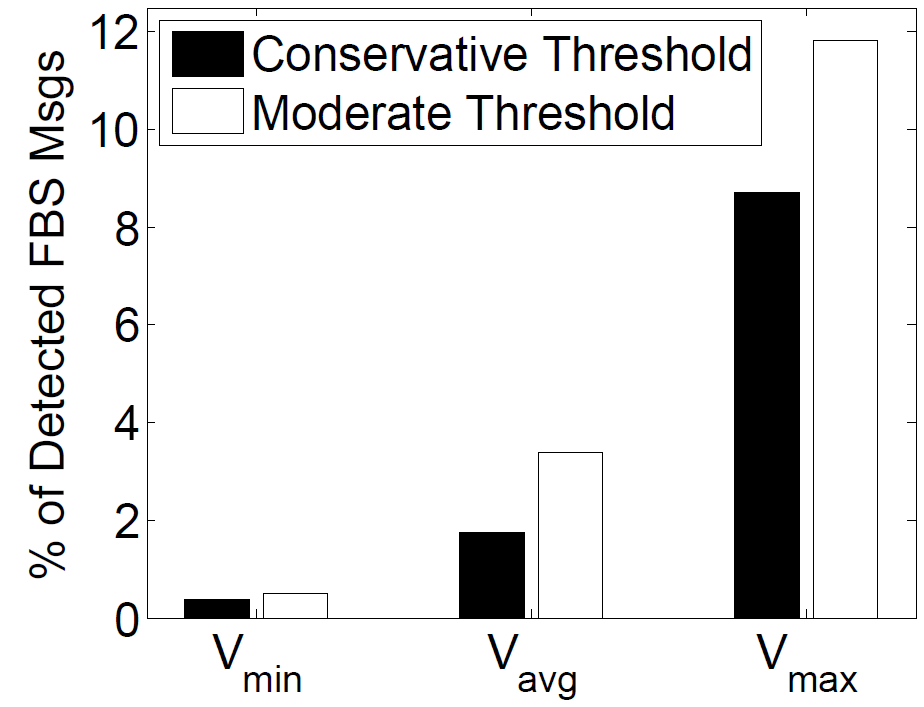 % of Detected FBS Msgs
12
10
8
6
4
2
0
Conservative Threshold
Moderate Threshold
Vmin
Vavg
Vmax